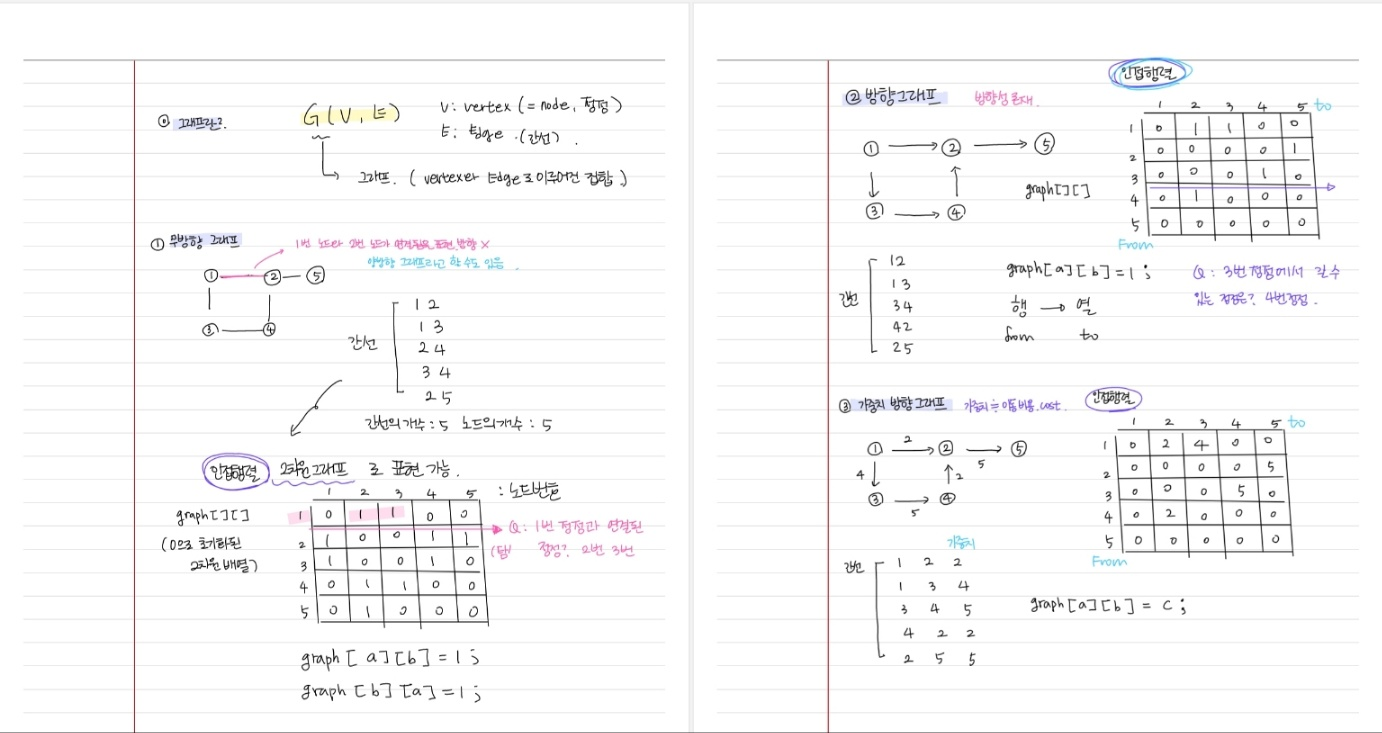 ⓪ 그래프란?
G(V, E)
V: vertex (= node, 정점)
E: Edge (간선).
그래프. ( vertex와 Edge로 이루어진 집합. )
① 무방향 그래프
1번 노드와 2번 노드가 연결됨은 표현 방향 X
양방향 그래프라고 할 수도 있음.
① ② ⑤
③ ④
간선
1 2
1 3
2 4
3 4
2 5
간선의 개수 : 5 노드의 개수 : 5
인접행렬 2차원 그래프 로 표현 가능.
1 2 3 4 5 : 노드번호들
graph[][]
(0으로 초기화된
2차원 배열)
1 0 1 1 0 0
2 1 0 0 1 1
3 1 0 0 1 0
4 0 1 1 0 0
5 0 1 0 0 0
Q: 1번 정점과 연결된
정점? 2번 3번
graph[a][b]=1;
graph[b][a]=1;
인접행렬
② 방향그래프 방향성 존재.
① ② ⑤
③ ④
graph[][]
1 2 3 4 5 to
1 0 1 1 0 0
2 0 0 0 0 1
3 0 0 0 1 0
4 0 1 0 0 0
5 0 0 0 0 0
From
간선
12
13
34
42
25
graph[a][b]=1;
행 → 열
from to
Q: 3번 정점에서 갈 수
있는 정점은? 4번정점.
③ 가중치 방향그래프 가중치 ≒ 이동비용. cost.
인접행렬
① 2 ② ⑤
5
4 2
③ ④
5
1 2 3 4 5 to
1 0 2 4 0 0
2 0 0 0 0 5
3 0 0 0 5 0
4 0 2 0 0 0
5 0 0 0 0 0
From
가중치
간선
1 2 2
1 3 4
3 4 5
4 2 2
2 5 5
graph[a][b] = c;